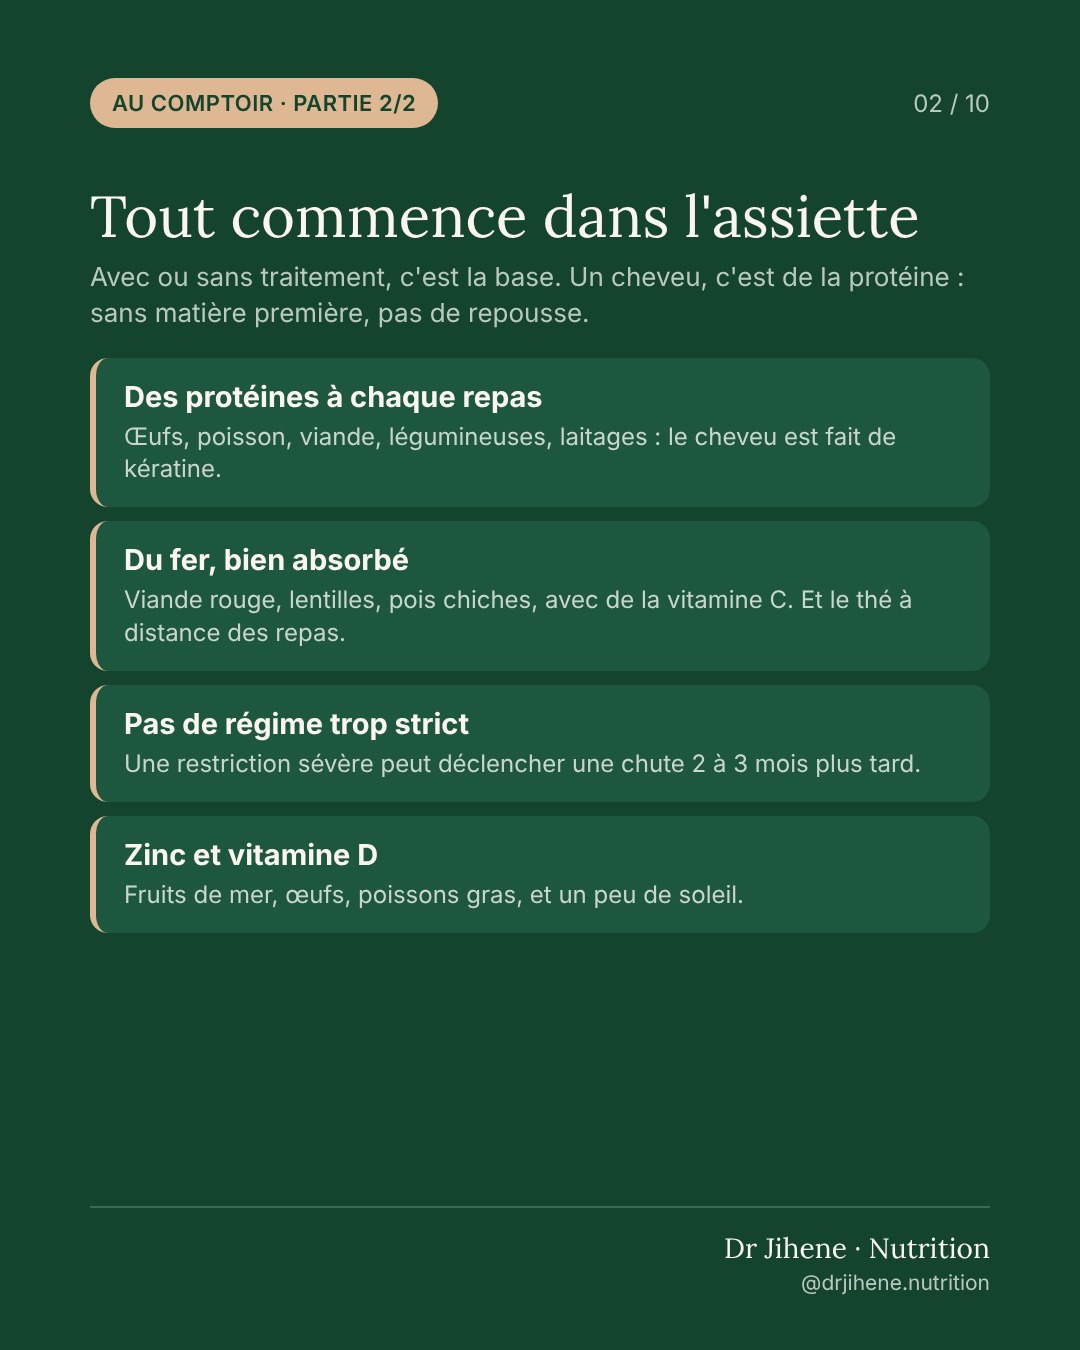 AU COMPTOIR · PARTIE 2/2
02 / 10
Tout commence dans l'assiette
Avec ou sans traitement, c'est la base. Un cheveu, c'est de la protéine :
sans matière première, pas de repousse.
Des protéines à chaque repas
Œufs, poisson, viande, légumineuses, laitages : le cheveu est fait de
kératine.
Du fer, bien absorbé
Viande rouge, lentilles, pois chiches, avec de la vitamine C. Et le thé à
distance des repas.
Pas de régime trop strict
Une restriction sévère peut déclencher une chute 2 à 3 mois plus tard.
Zinc et vitamine D
Fruits de mer, œufs, poissons gras, et un peu de soleil.
Dr Jihene · Nutrition
@drjihene.nutrition